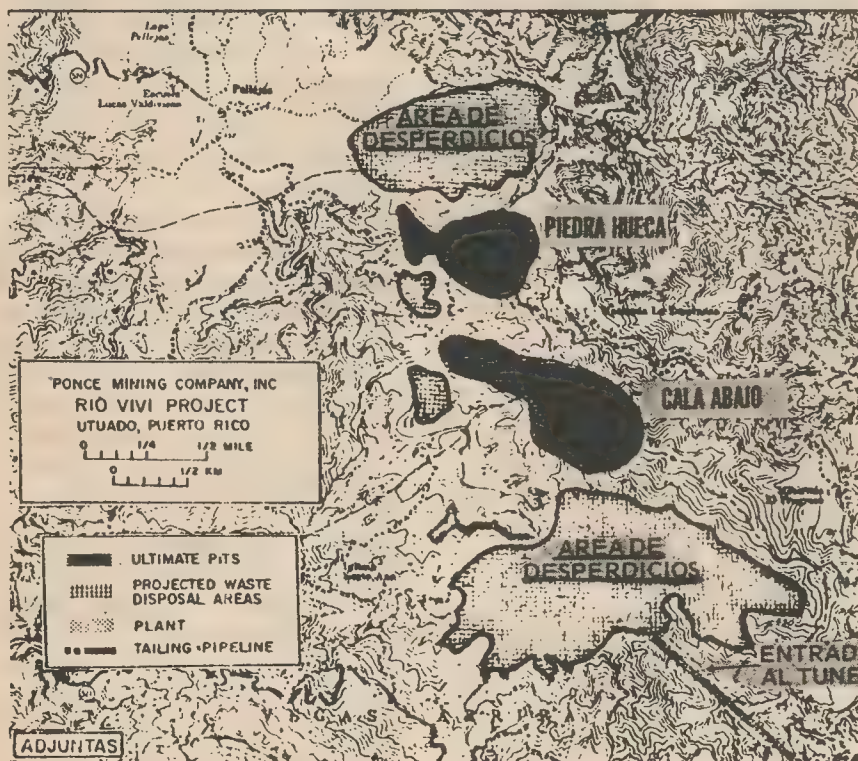 Lago
Pellejas
Escuela
Lucas Valdivieso
Pellejas
AREA DE
DESPERDICIOS
PIEDRA HUECA
"PONCE MINING COMPANY, INC
RIO VIVI PROJECT
UTUADO, PUERTO RICO
0 1/4 1/2 MILE
0 1/2 KM
CALA ABAJO
AREA DE
DESPERDICIOS
ULTIMATE PITS
PROJECTED WASTE
DISPOSAL AREAS
PLANT
TAILING PIPELINE
ENTRAD
AL TUNE
ADJUNTAS